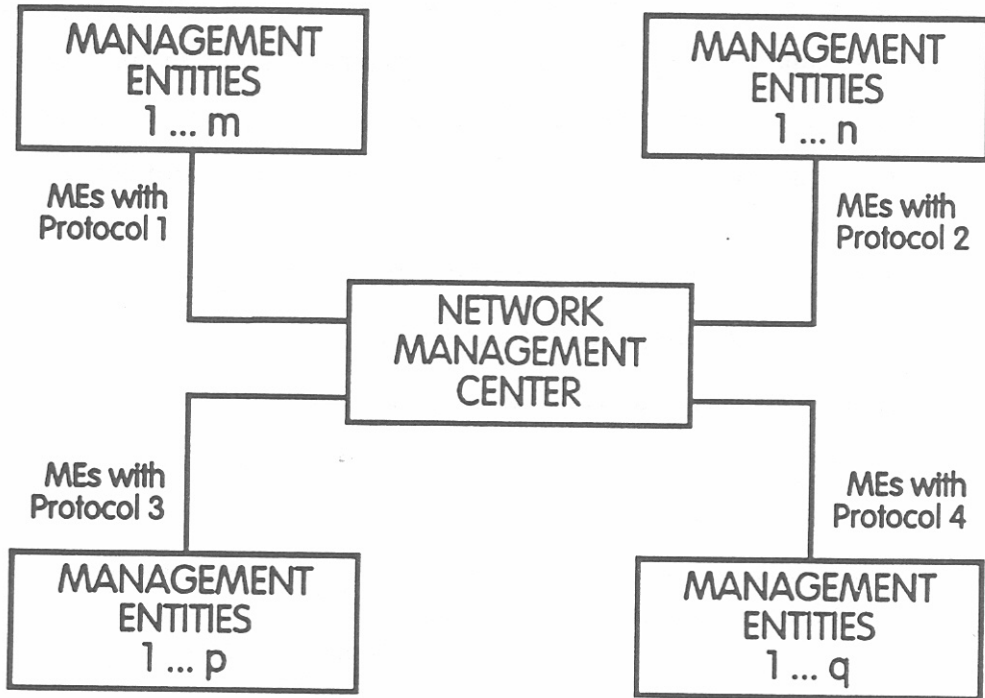 MANAGEMENT
ENTITIES
1 ... m
MANAGEMENT
ENTITIES
1 ... n
MEs with
Protocol 1
MEs with
Protocol 2
NETWORK
MANAGEMENT
CENTER
MEs with
Protocol 3
MEs with
Protocol 4
MANAGEMENT
ENTITIES
1 ... p
MANAGEMENT
ENTITIES
1 ... q